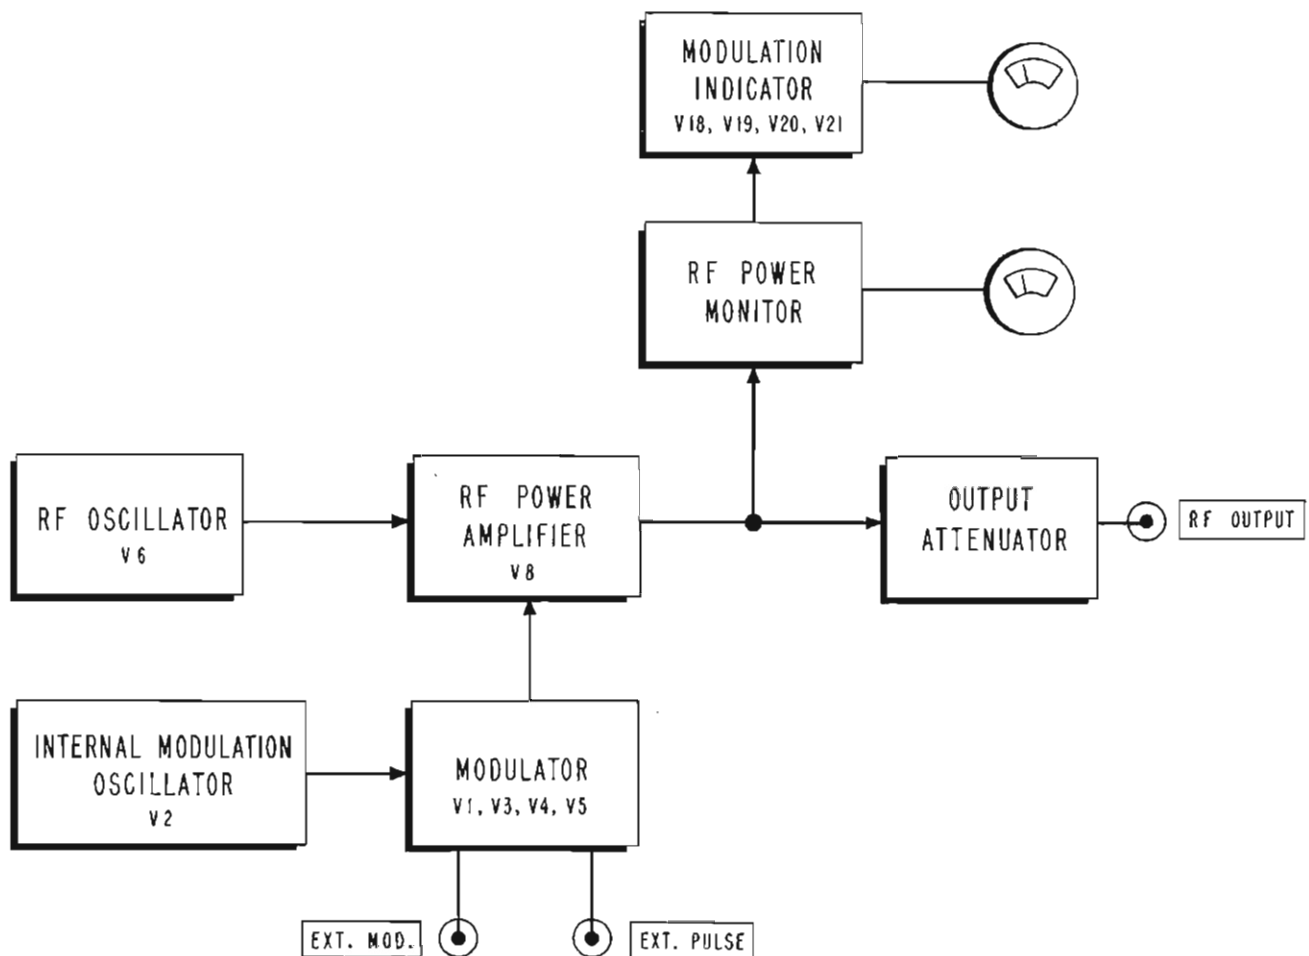 MODULATION
INDICATOR
V18, V19, V20, V21
RF POWER
MONITOR
RF OSCILLATOR
V6
RF POWER
AMPLIFIER
V8
OUTPUT
ATTENUATOR
RF OUTPUT
INTERNAL MODULATION
OSCILLATOR
V2
MODULATOR
V1, V3, V4, V5
EXT. MOD.
EXT. PULSE